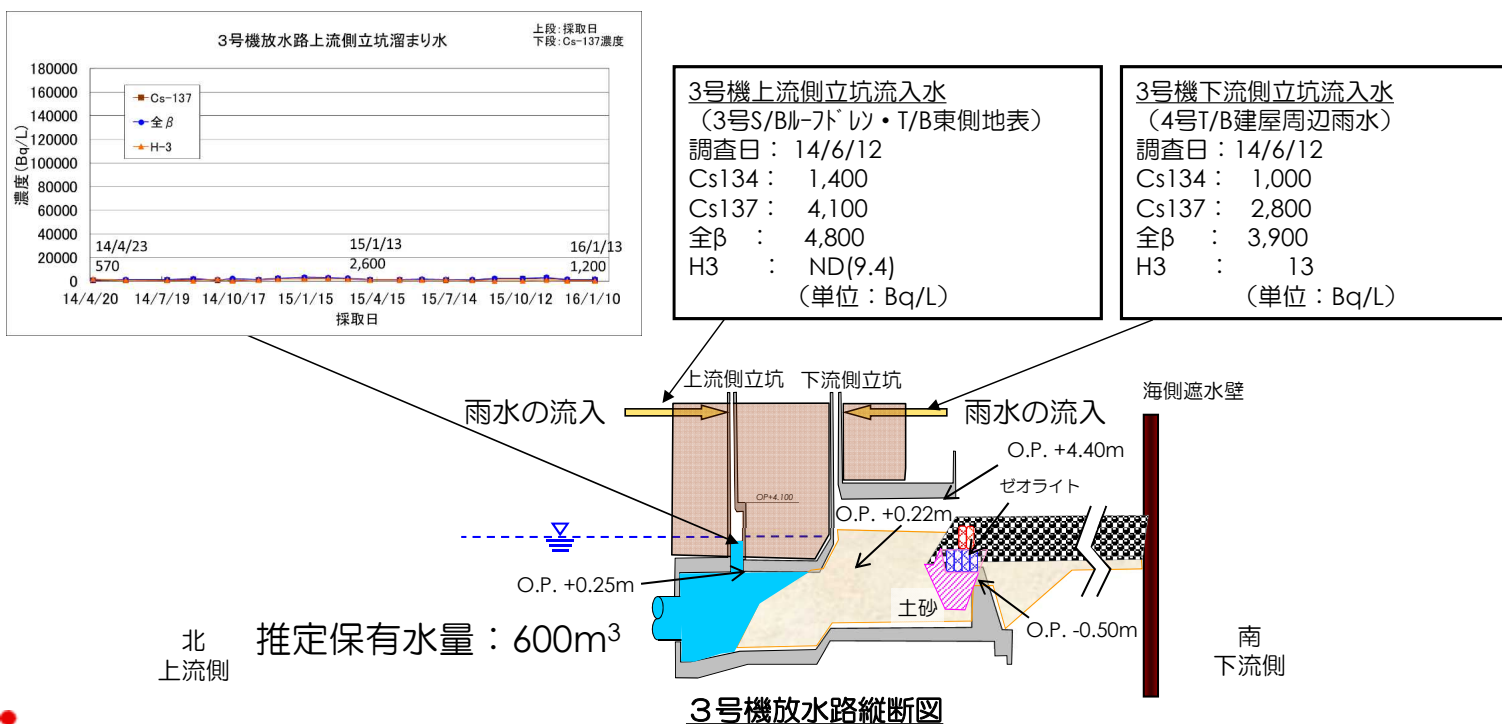 3号機放水路上流側立坑溜まり水
上段:採取日
下段:Cs-137濃度
濃度(Bq/L)
180000
160000
140000
120000
100000
80000
60000
40000
20000
0
Cs-137
全β
H-3
14/4/23
570
15/1/13
2,600
16/1/13
1,200
14/4/20 14/7/19 14/10/17 15/1/15 15/4/15 15/7/14 15/10/12 16/1/10
採取日
3号機上流側立坑流入水
（3号S/Bルーフドレン・T/B東側地表）
調査日：14/6/12
Cs134： 1,400
Cs137： 4,100
全β ： 4,800
H3 ： ND(9.4)
（単位：Bq/L）
3号機下流側立坑流入水
（4号T/B建屋周辺雨水）
調査日：14/6/12
Cs134： 1,000
Cs137： 2,800
全β ： 3,900
H3 ： 13
（単位：Bq/L）
上流側立坑 下流側立坑
海側遮水壁
雨水の流入
雨水の流入
O.P. +4.40m
ゼオライト
OP+4.100
O.P. +0.22m
O.P. +0.25m
土砂
O.P. -0.50m
北
上流側
推定保有水量：600m³
南
下流側
３号機放水路縦断図